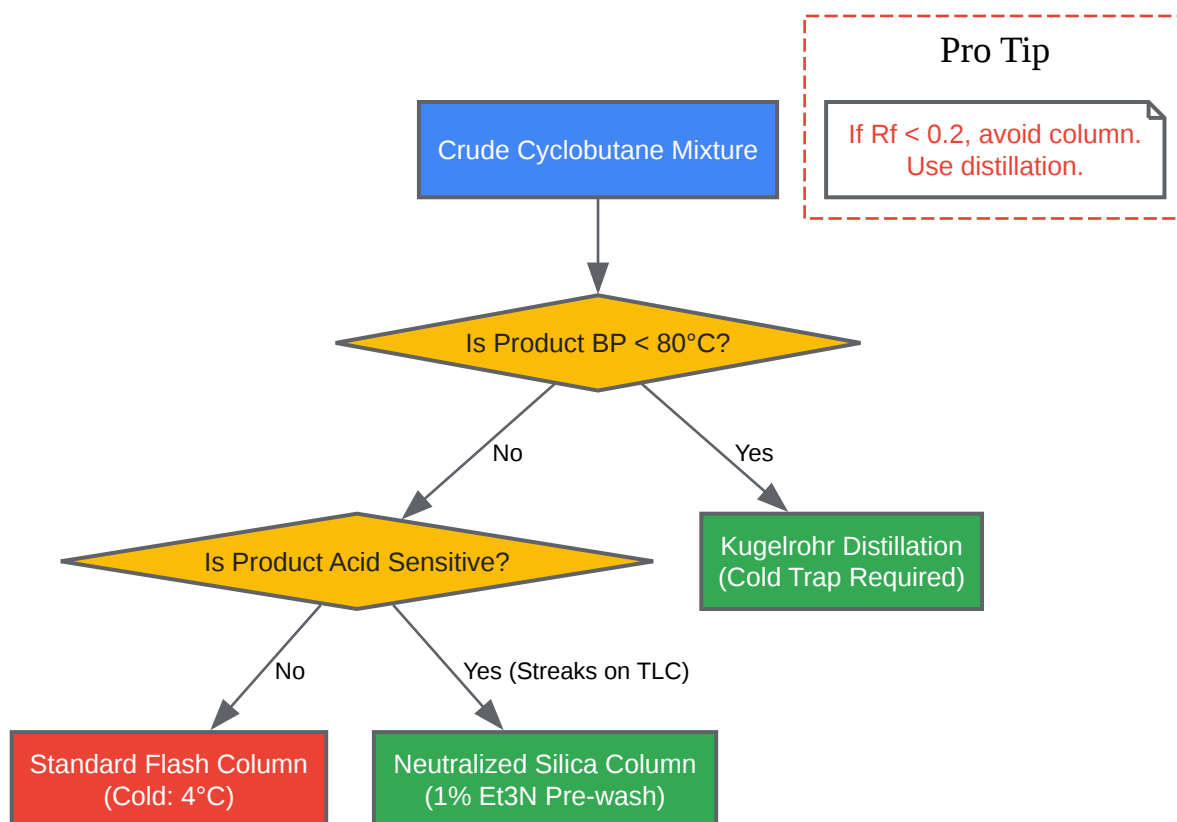 Pro Tip
If Rf < 0.2, avoid column.
Use distillation.
Crude Cyclobutane Mixture
Is Product BP < 80°C?
No
Yes
Is Product Acid Sensitive?
Kugelrohr Distillation
(Cold Trap Required)
No
Yes (Streaks on TLC)
Standard Flash Column
(Cold: 4°C)
Neutralized Silica Column
(1% Et3N Pre-wash)